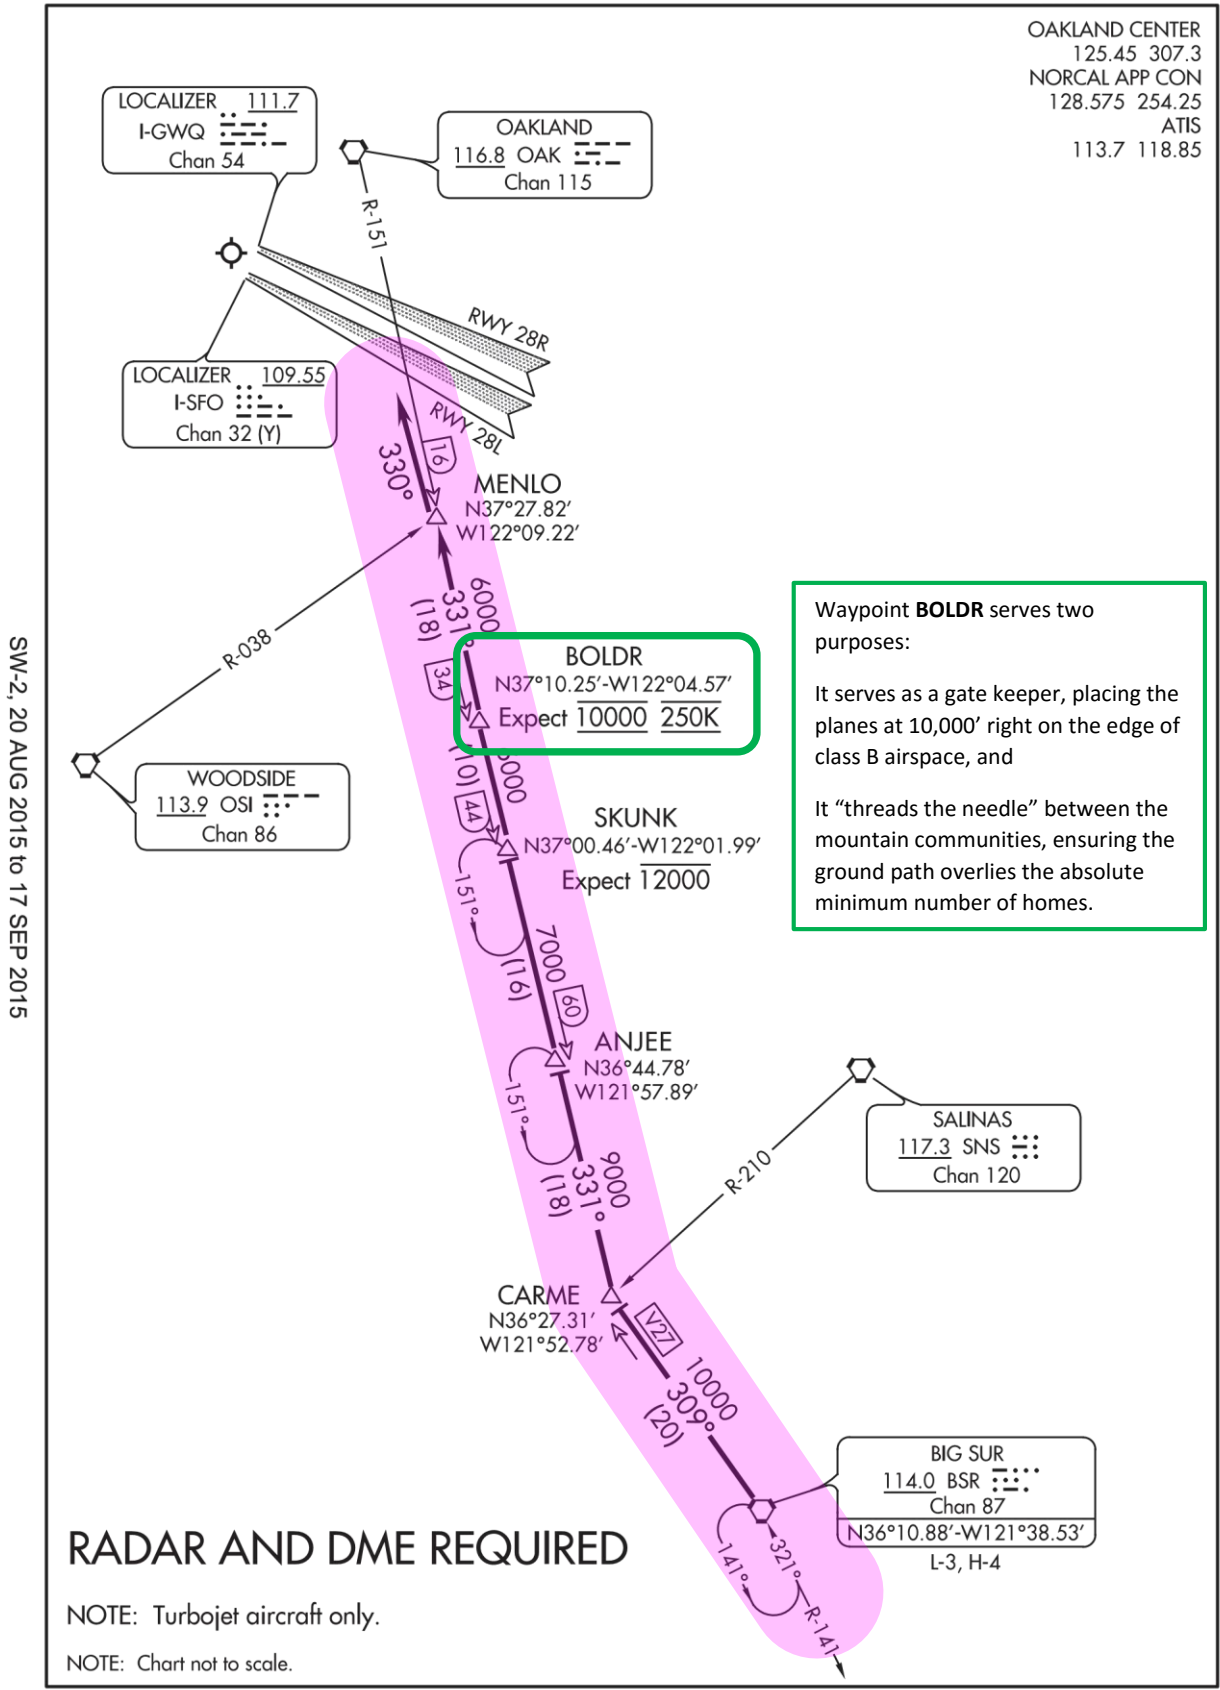 OAKLAND CENTER
125.45 307.3
NORCAL APP CON
128.575 254.25
ATIS
113.7 118.85
LOCALIZER 111.7
I-GWQ
Chan 54
OAKLAND
116.8 OAK
Chan 115
R-151
RWY 28R
LOCALIZER 109.55
I-SFO
Chan 32 (Y)
RWY 28L
330°
16
MENLO
N37°27.82′
W122°09.22′
6000
331°
(18)
R-038
34
BOLDR
N37°10.25′-W122°04.57′
Expect 10000 250K
Waypoint BOLDR serves two
purposes:
It serves as a gate keeper, placing the
planes at 10,000’ right on the edge of
class B airspace, and
It “threads the needle” between the
mountain communities, ensuring the
ground path overlies the absolute
minimum number of homes.
WOODSIDE
113.9 OSI
Chan 86
(10)
44
SKUNK
N37°00.46′-W122°01.99′
Expect 12000
151°
7000
(16)
60
ANJEE
N36°44.78′
W121°57.89′
151°
9000
331°
(18)
SALINAS
117.3 SNS
Chan 120
R-210
CARME
N36°27.31′
W121°52.78′
V27
10000
309°
(20)
BIG SUR
114.0 BSR
Chan 87
N36°10.88′-W121°38.53′
L-3, H-4
141°
321°
R-141
RADAR AND DME REQUIRED
NOTE: Turbojet aircraft only.
NOTE: Chart not to scale.
SW-2, 20 AUG 2015 to 17 SEP 2015